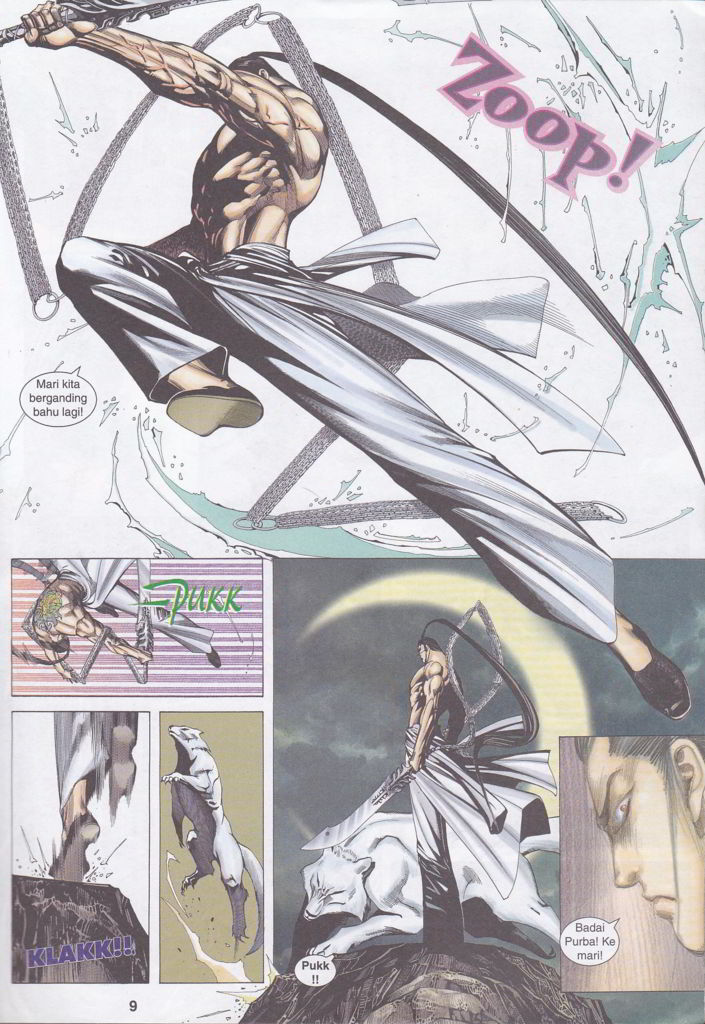 Zoop!
Mari kita
berganding
bahu lagi!
PUKK
KLAKK!!
Pukk
!!
Badai
Purba! Ke
mari!
9